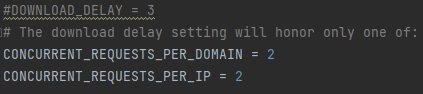 #DOWNLOAD_DELAY = 3
# The download delay setting will honor only one of:
CONCURRENT_REQUESTS_PER_DOMAIN = 2
CONCURRENT_REQUESTS_PER_IP = 2